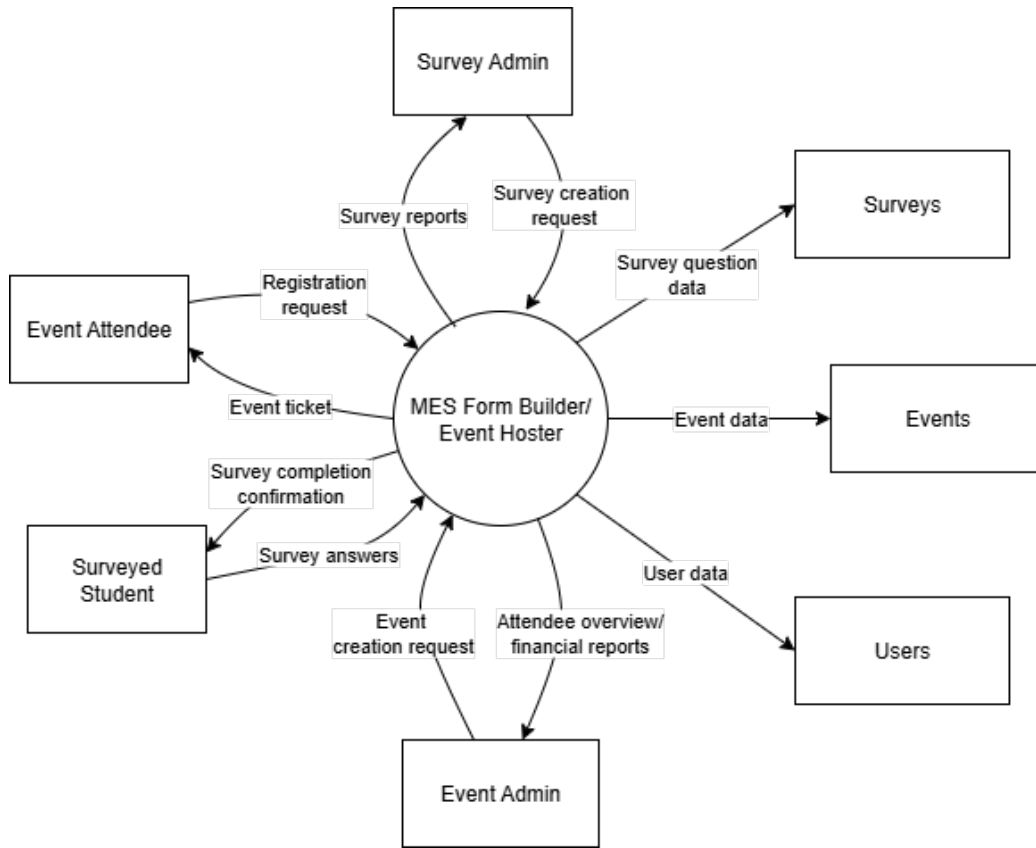 Survey Admin
Survey reports
Survey creation
request
Surveys
Survey question
data
Event Attendee
Registration
request
Event ticket
MES Form Builder/
Event Hoster
Event data
Events
Survey completion
confirmation
Surveyed
Student
Survey answers
User data
Users
Event
creation request
Attendee overview/
financial reports
Event Admin